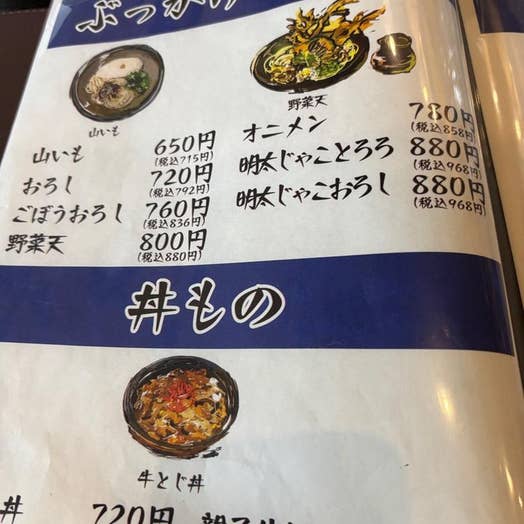 ぶっかけ
山いも
野菜天
山いも 650円
(税込715円)
おろし 720円
(税込792円)
ごぼうおろし 760円
(税込836円)
野菜天 800円
(税込880円)
オニメン 780円
(税込858円)
明太じゃことろろ 880円
(税込968円)
明太じゃこおろし 880円
(税込968円)
丼もの
牛とじ丼
丼 720円